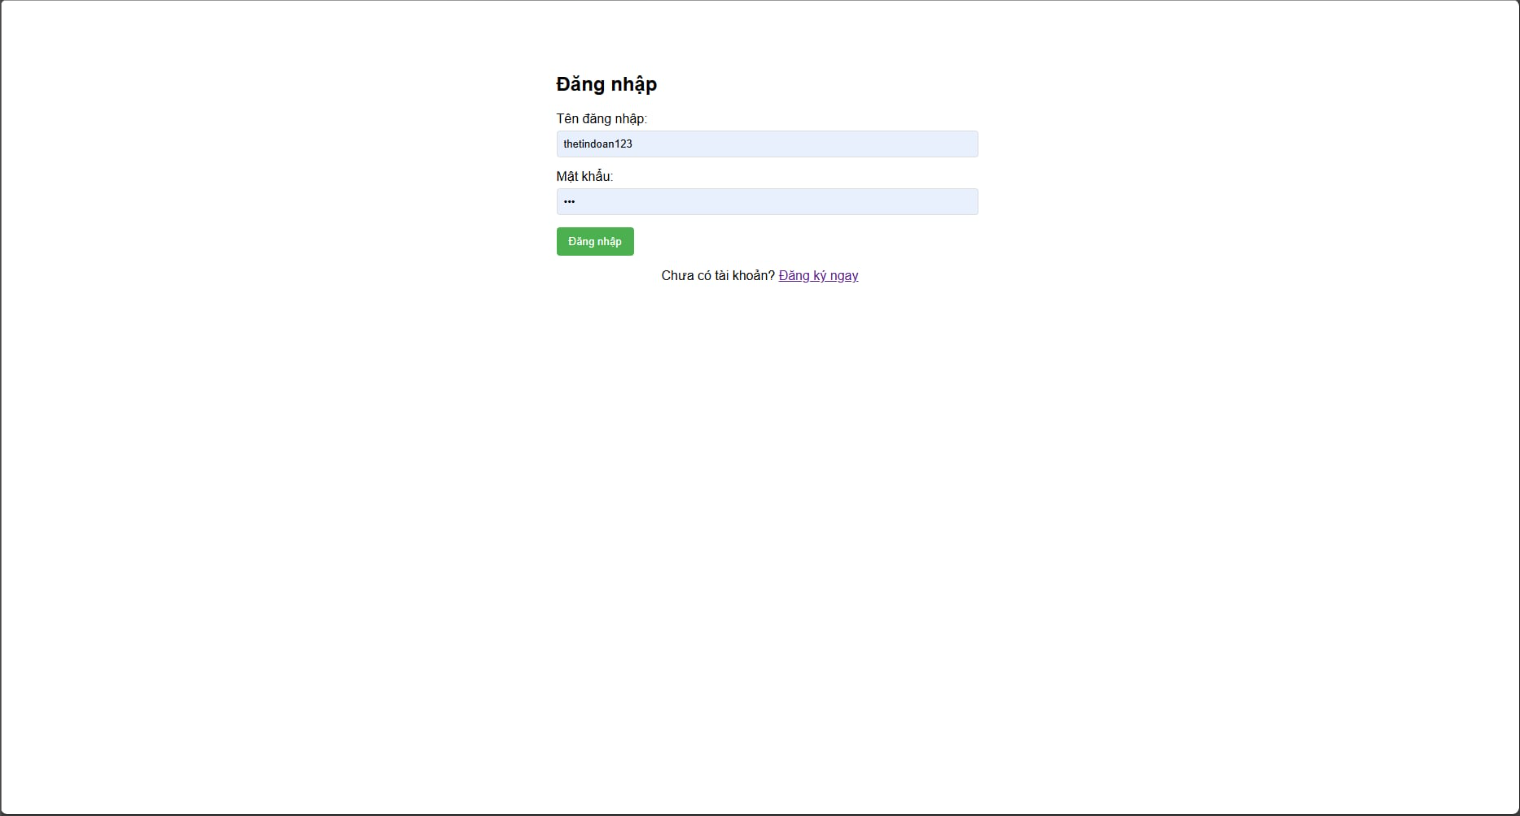 Đăng nhập
Tên đăng nhập:
thetindoan123
Mật khẩu:
•••
Đăng nhập
Chưa có tài khoản? Đăng ký ngay